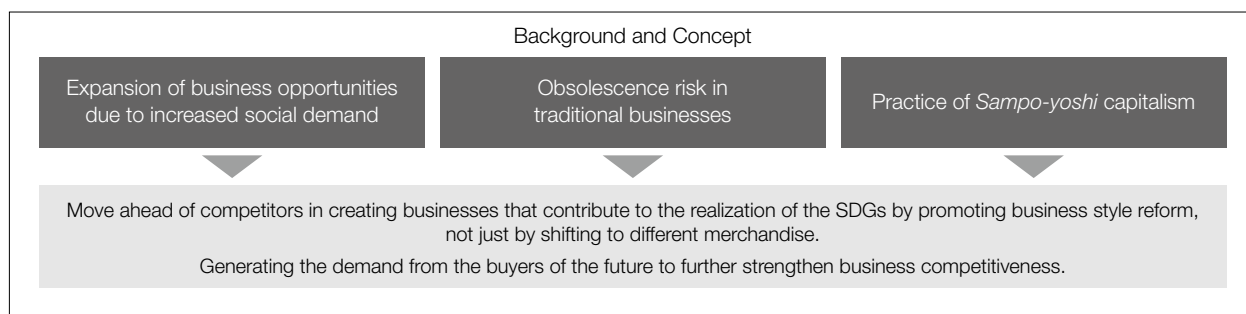 Background and Concept
Expansion of business opportunities
due to increased social demand
Obsolescence risk in
traditional businesses
Practice of Sampo-yoshi capitalism
Move ahead of competitors in creating businesses that contribute to the realization of the SDGs by promoting business style reform,
not just by shifting to different merchandise.
Generating the demand from the buyers of the future to further strengthen business competitiveness.